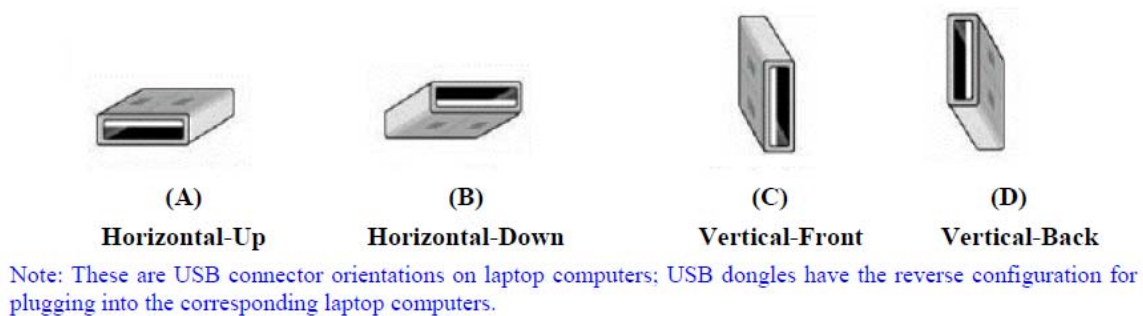 (A) (B) (C) (D)
Horizontal-Up Horizontal-Down Vertical-Front Vertical-Back
Note: These are USB connector orientations on laptop computers; USB dongles have the reverse configuration for
plugging into the corresponding laptop computers.